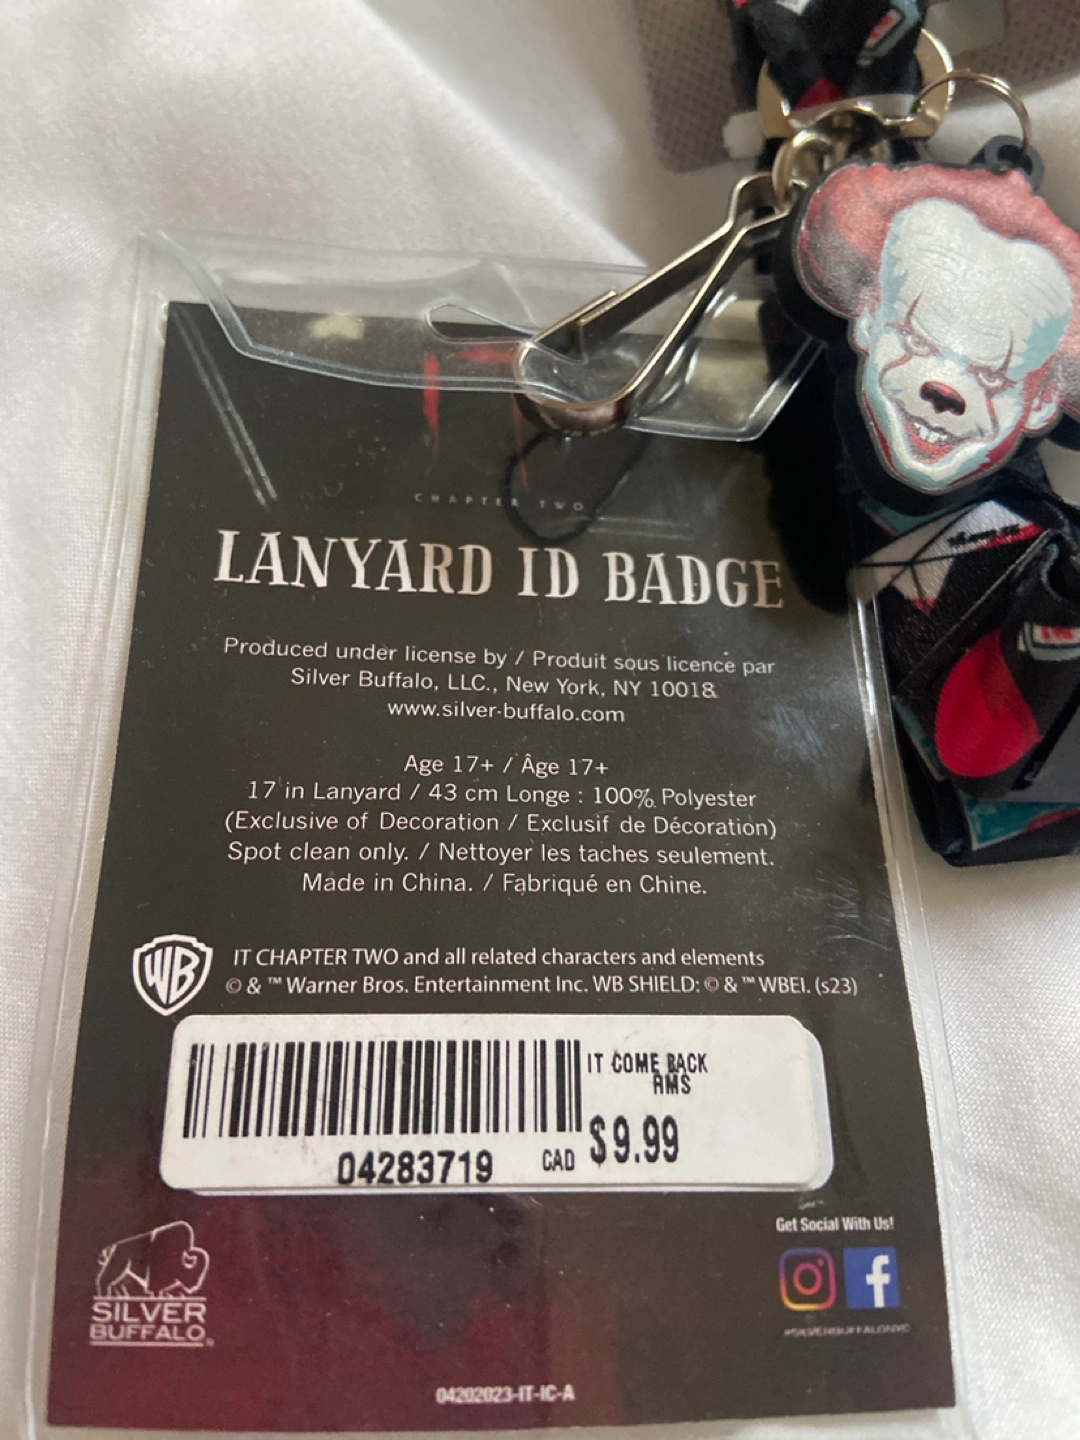 IT
CHAPTER TWO
LANYARD ID BADGE
Produced under license by / Produit sous licence par
Silver Buffalo, LLC., New York, NY 10018
www.silver-buffalo.com
Age 17+ / Âge 17+
17 in Lanyard / 43 cm Longe : 100% Polyester
(Exclusive of Decoration / Exclusif de Décoration)
Spot clean only. / Nettoyer les taches seulement.
Made in China. / Fabriqué en Chine.
WB
IT CHAPTER TWO and all related characters and elements
© & ™ Warner Bros. Entertainment Inc. WB SHIELD: © & ™ WBEI. (s23)
IT COME BACK
RMS
04283719 CAD $9.99
Get Social With Us!
f
#SILVERBUFFALONYC
SILVER
BUFFALO
04202023-IT-IC-A